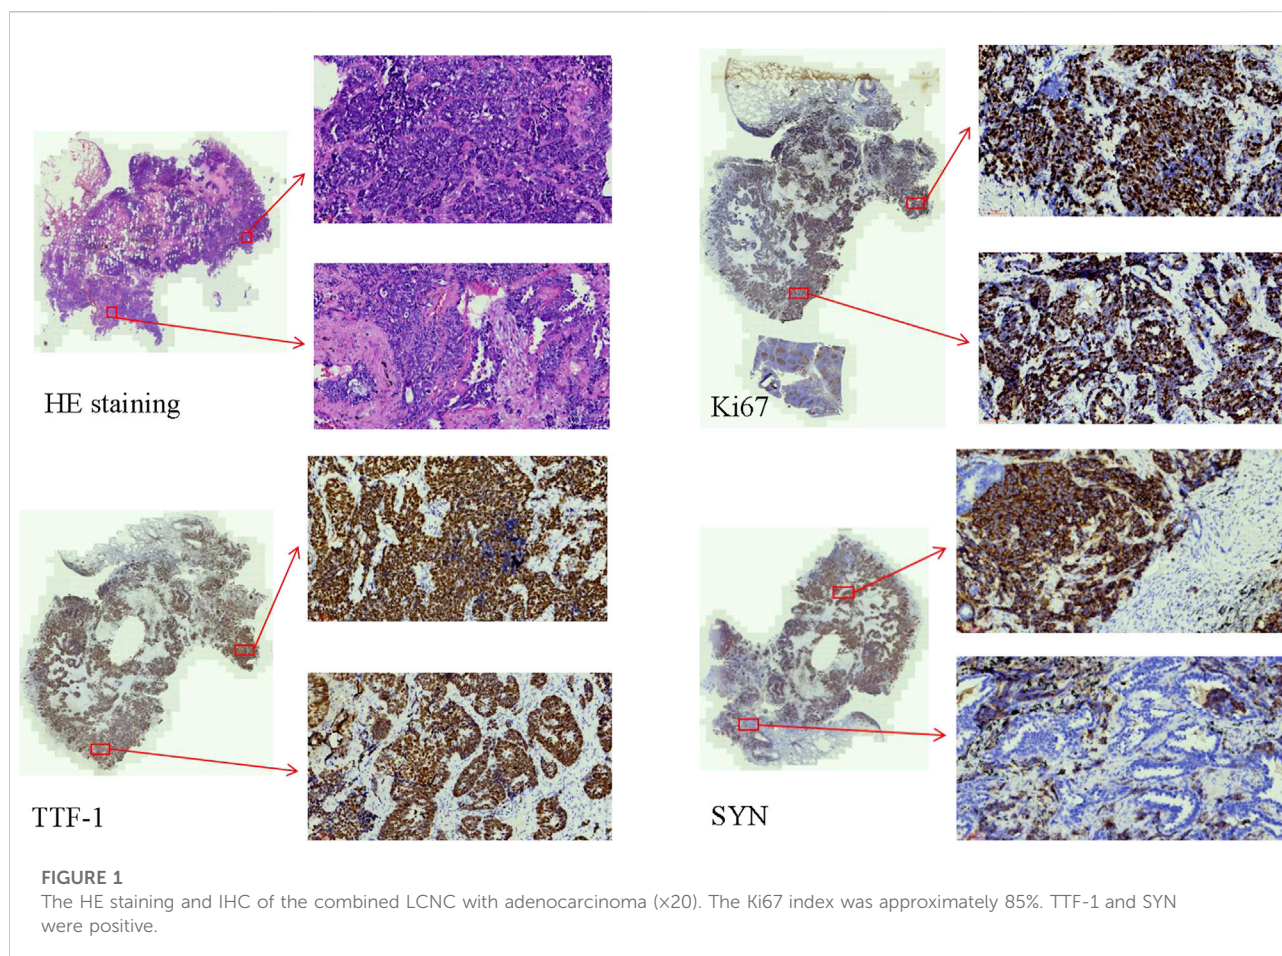 HE staining
Ki67
TTF-1
SYN
FIGURE 1
The HE staining and IHC of the combined LCNC with adenocarcinoma (×20). The Ki67 index was approximately 85%. TTF-1 and SYN
were positive.